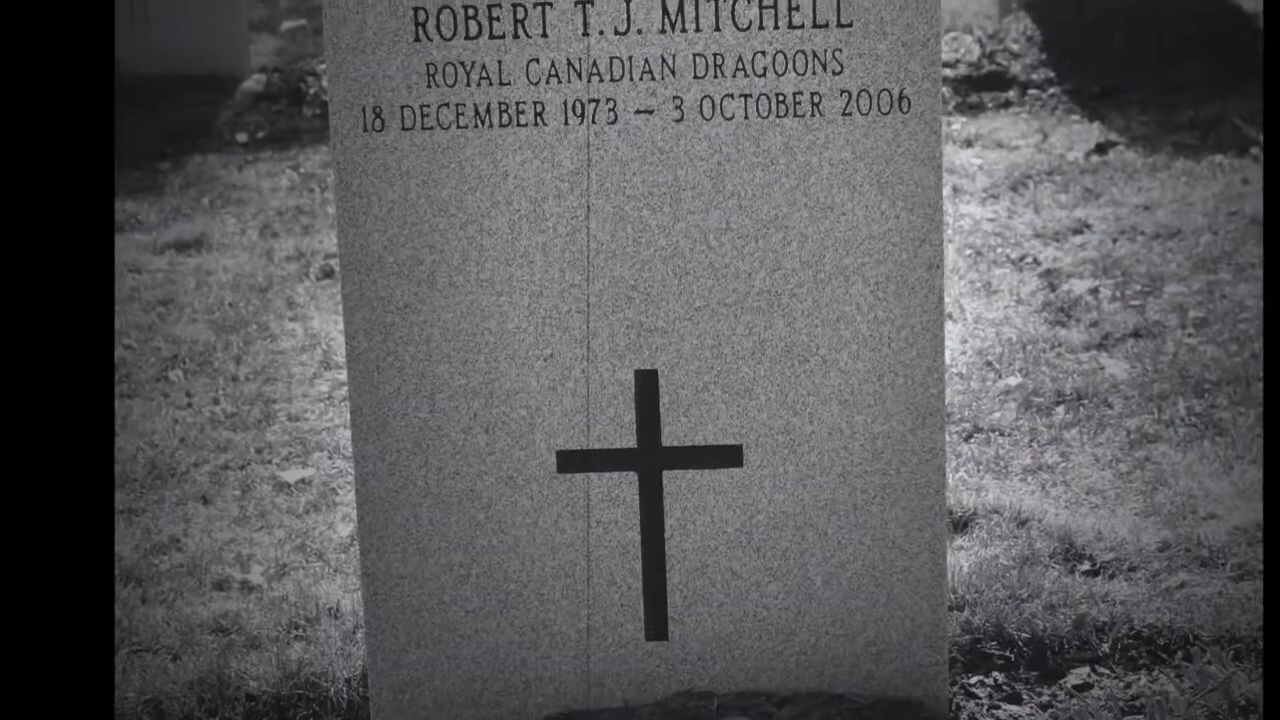 ROBERT T. J. MITCHELL
ROYAL CANADIAN DRAGOONS
18 DECEMBER 1973 – 3 OCTOBER 2006